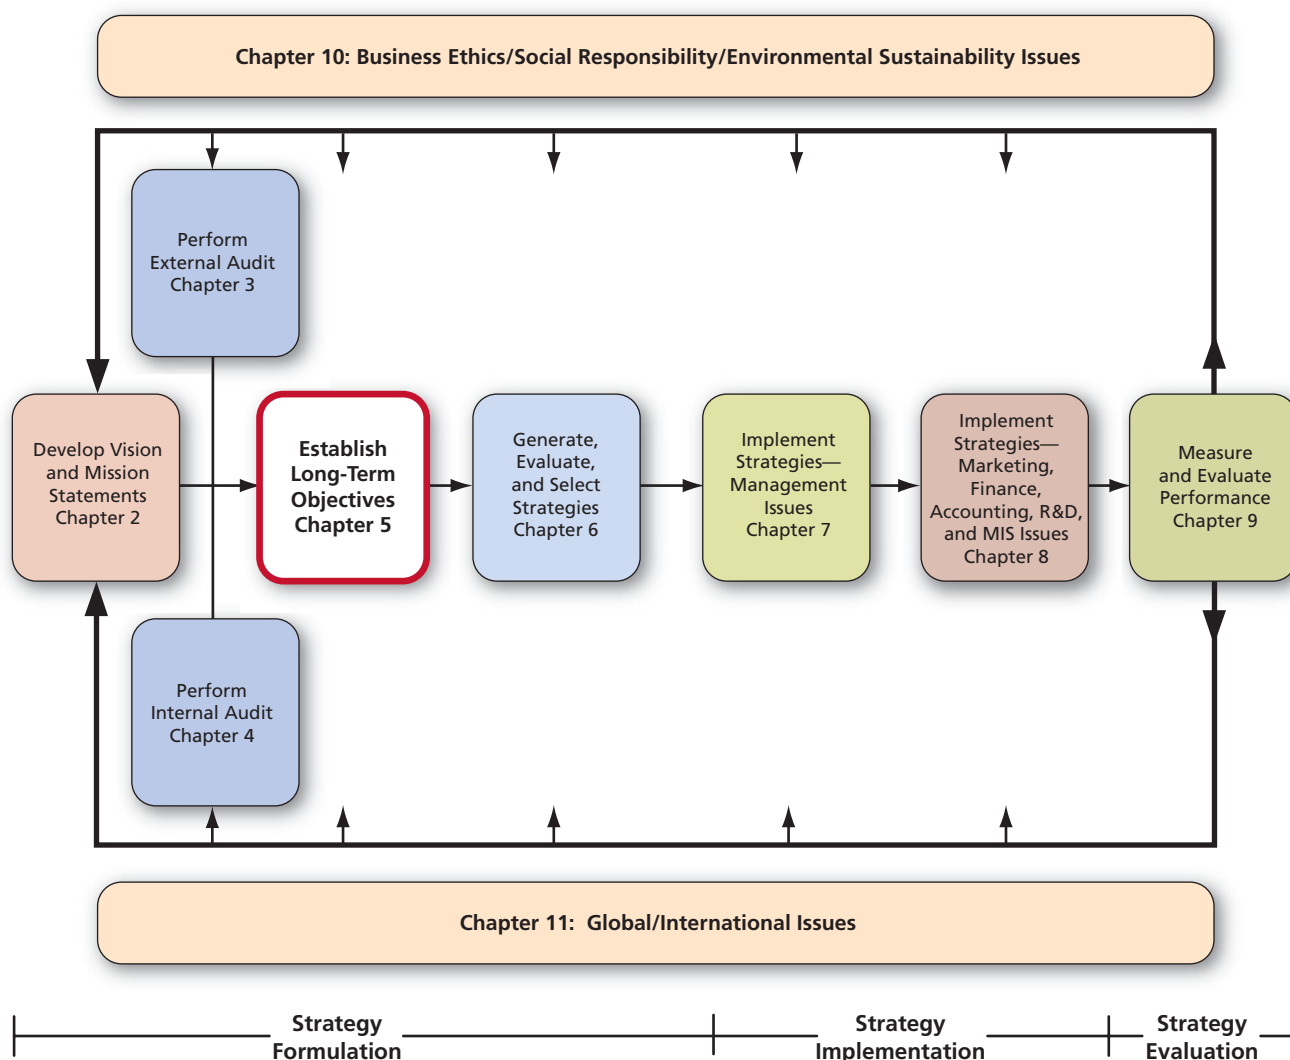 Chapter 10: Business Ethics/Social Responsibility/Environmental Sustainability Issues
Perform
External Audit
Chapter 3
Develop Vision
and Mission
Statements
Chapter 2
Establish
Long-Term
Objectives
Chapter 5
Generate,
Evaluate,
and Select
Strategies
Chapter 6
Implement
Strategies—
Management
Issues
Chapter 7
Implement
Strategies—
Marketing,
Finance,
Accounting, R&D,
and MIS Issues
Chapter 8
Measure
and Evaluate
Performance
Chapter 9
Perform
Internal Audit
Chapter 4
Chapter 11:  Global/International Issues
Strategy
Formulation
Strategy
Implementation
Strategy
Evaluation